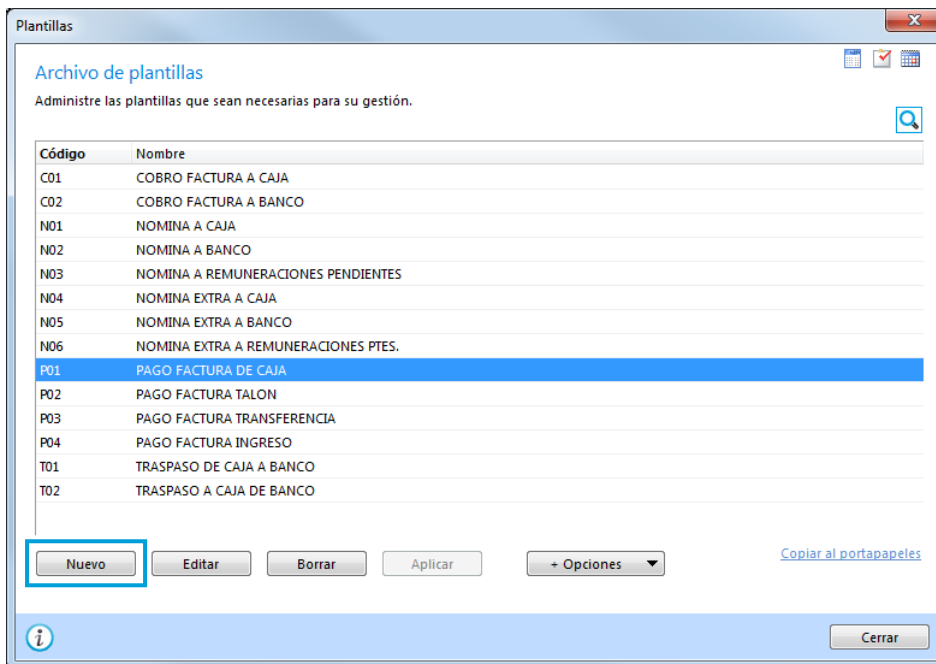 Plantillas
Archivo de plantillas
Administre las plantillas que sean necesarias para su gestión.
Código Nombre
C01 COBRO FACTURA A CAJA
C02 COBRO FACTURA A BANCO
N01 NOMINA A CAJA
N02 NOMINA A BANCO
N03 NOMINA A REMUNERACIONES PENDIENTES
N04 NOMINA EXTRA A CAJA
N05 NOMINA EXTRA A BANCO
N06 NOMINA EXTRA A REMUNERACIONES PTES.
P01 PAGO FACTURA DE CAJA
P02 PAGO FACTURA TALON
P03 PAGO FACTURA TRANSFERENCIA
P04 PAGO FACTURA INGRESO
T01 TRASPASO DE CAJA A BANCO
T02 TRASPASO A CAJA DE BANCO
Nuevo Editar Borrar Aplicar + Opciones Copiar al portapapeles
Cerrar